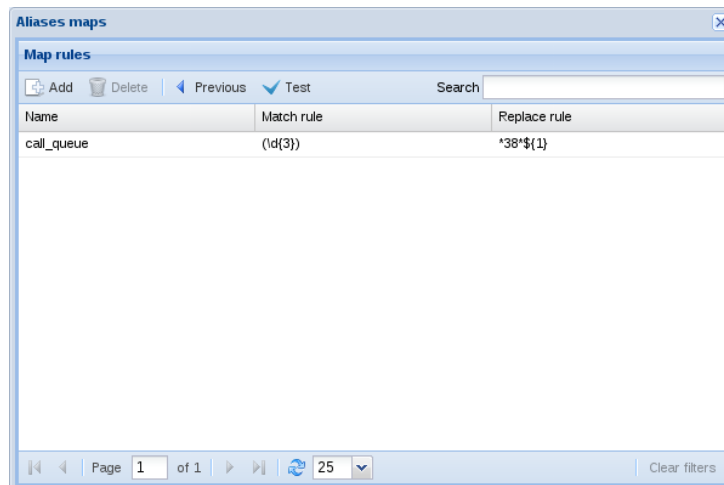 Aliases maps
Map rules
Add Delete Previous Test Search
Name Match rule Replace rule
call_queue (\d{3}) *38*${1}
Page 1 of 1 25 Clear filters